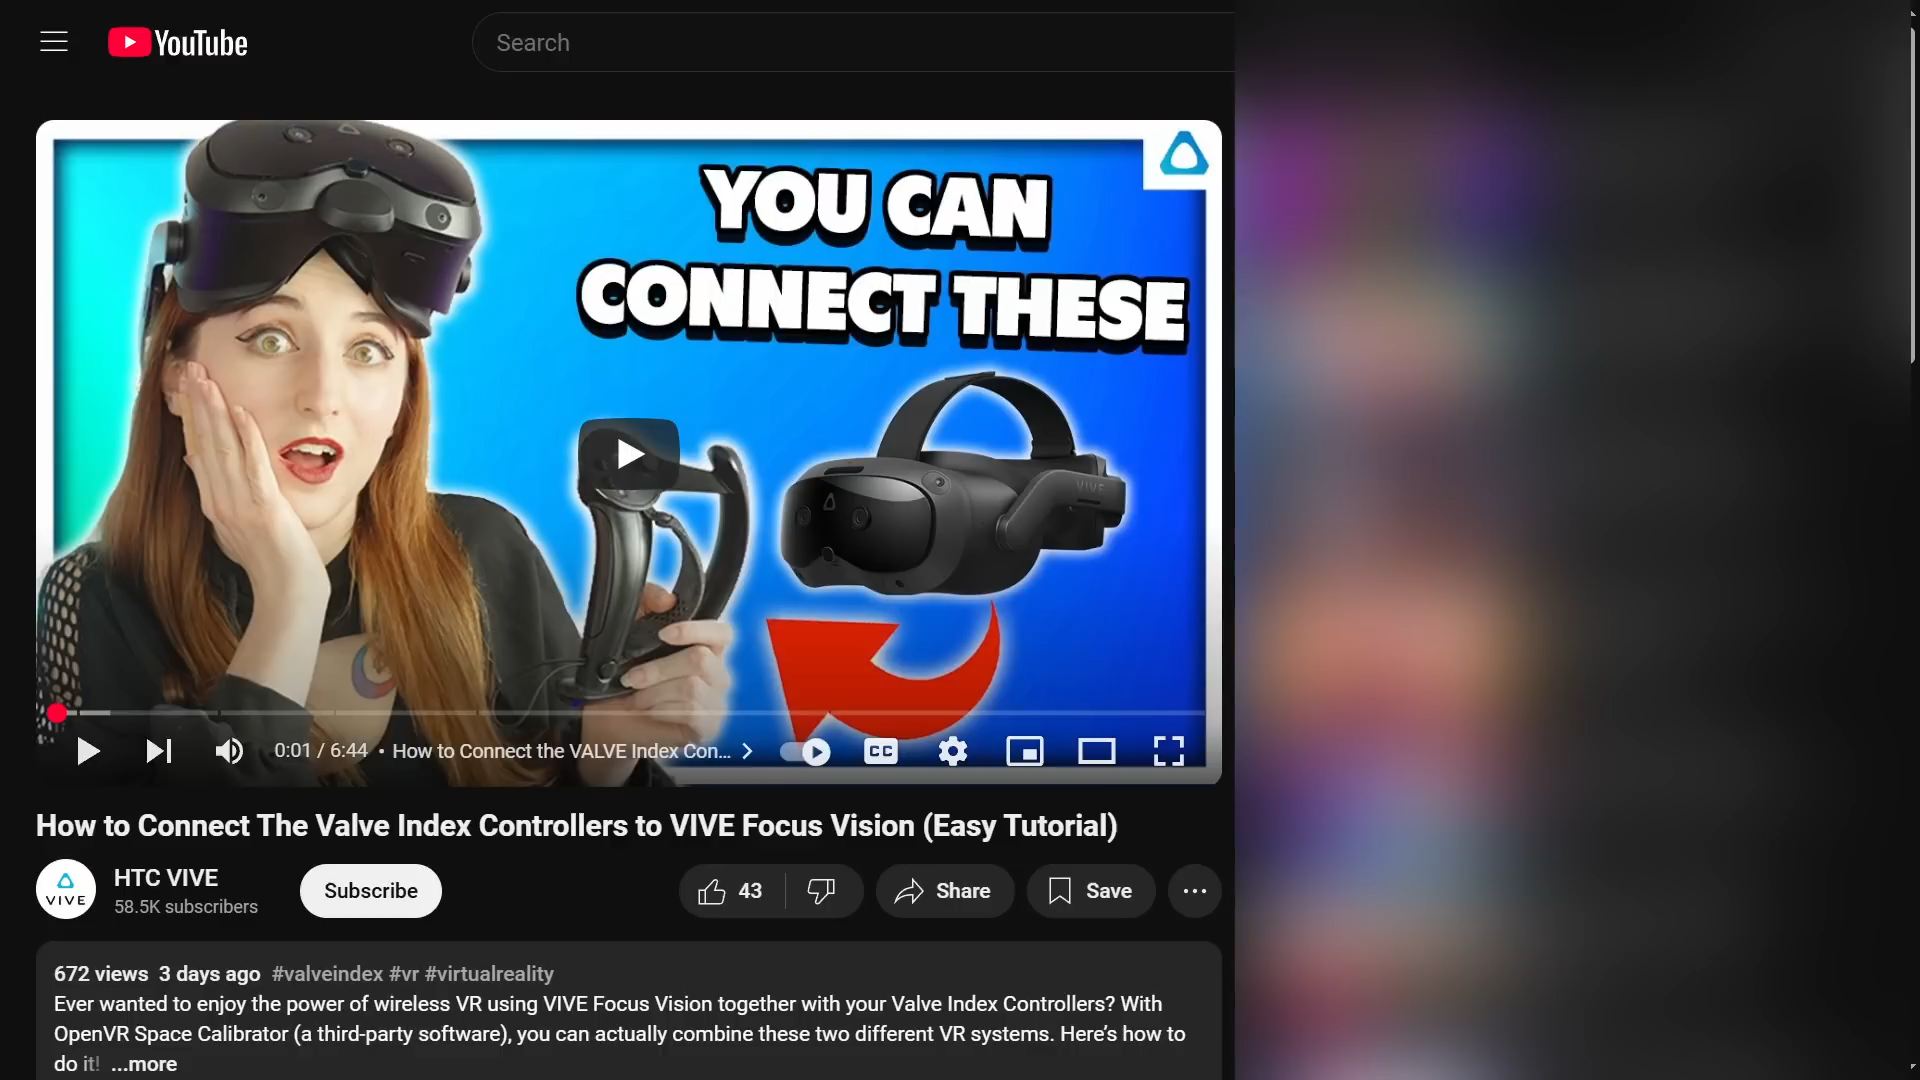 YouTube
Search
YOU CAN
CONNECT THESE
VIVE
0:01 / 6:44 • How to Connect the VALVE Index Con...
CC
How to Connect The Valve Index Controllers to VIVE Focus Vision (Easy Tutorial)
VIVE
HTC VIVE
58.5K subscribers
Subscribe
43
Share
Save
672 views 3 days ago #valveindex #vr #virtualreality
Ever wanted to enjoy the power of wireless VR using VIVE Focus Vision together with your Valve Index Controllers? With
OpenVR Space Calibrator (a third-party software), you can actually combine these two different VR systems. Here’s how to
do it! ...more